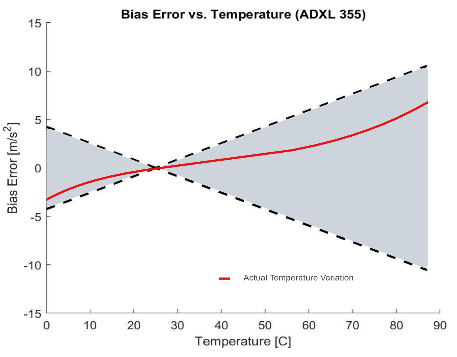 Bias Error vs. Temperature (ADXL 355)
15
10
5
0
-5
-10
-15
Bias Error [m/s²]
Actual Temperature Variation
0 10 20 30 40 50 60 70 80 90
Temperature [C]